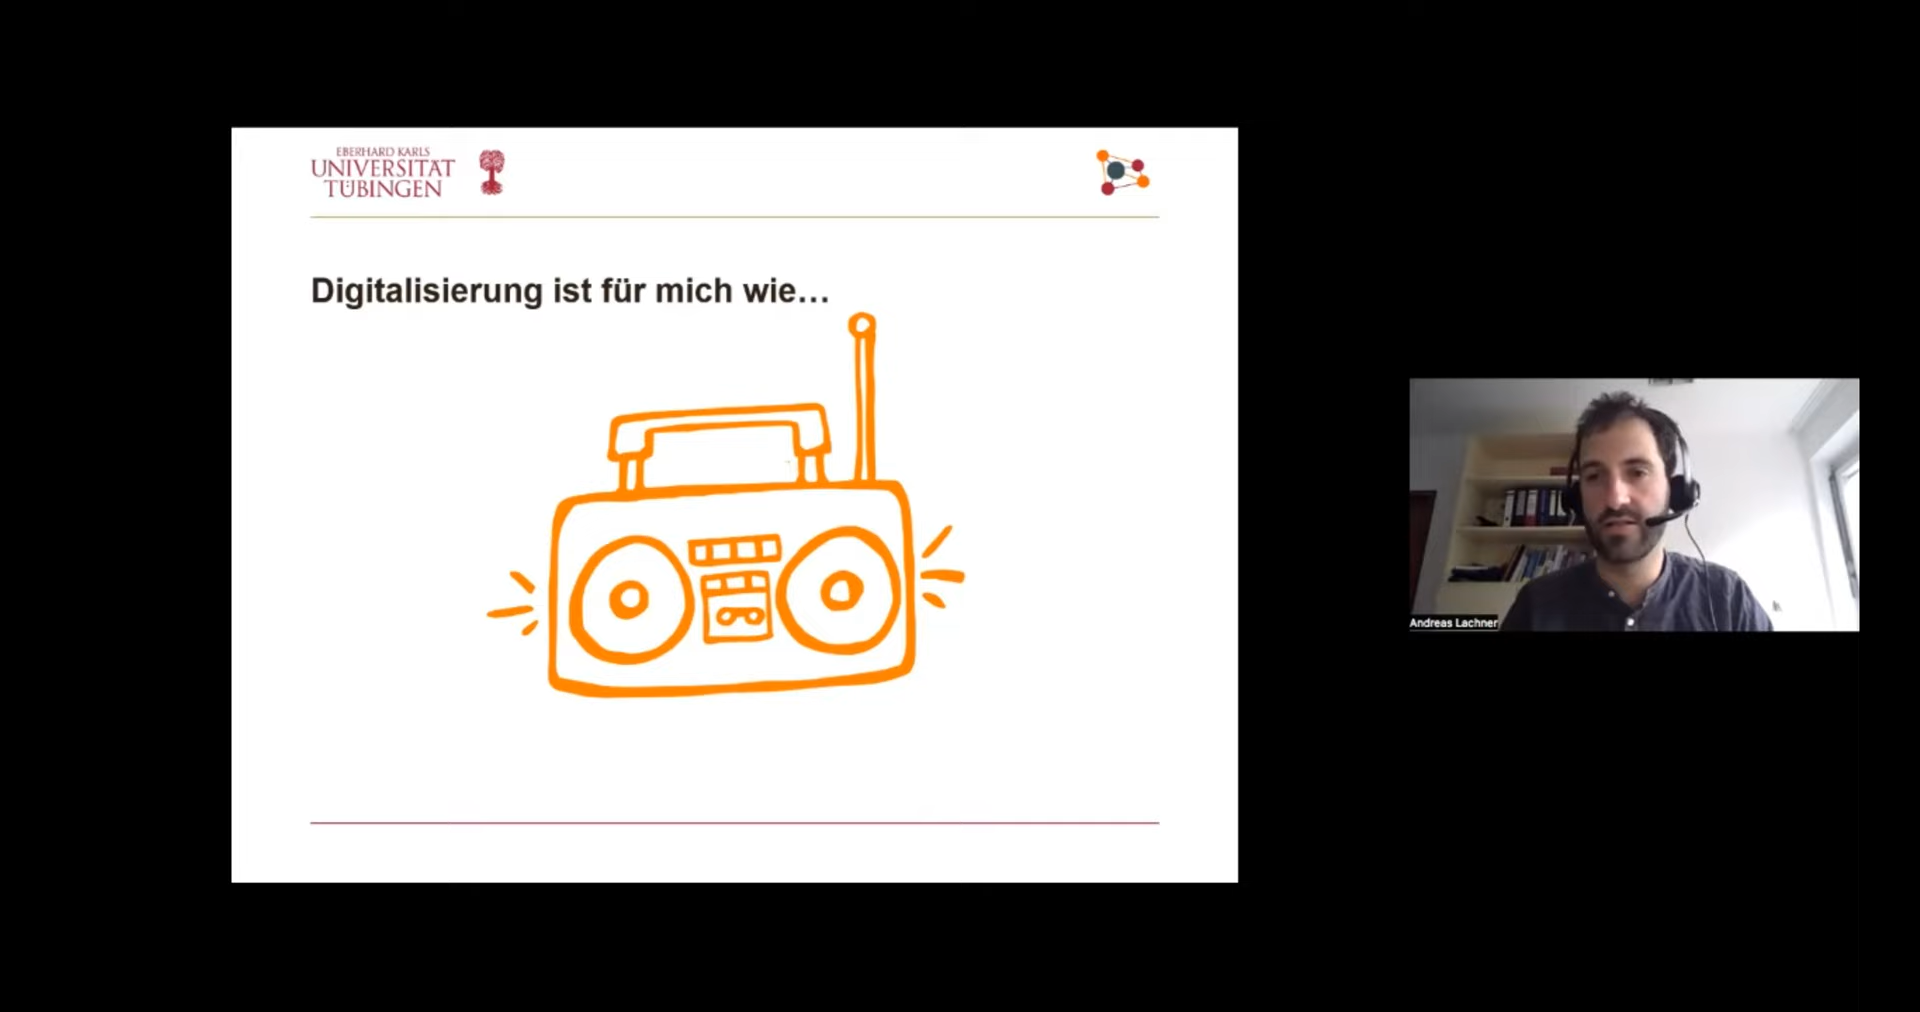 EBERHARD KARLS
UNIVERSITÄT
TÜBINGEN
Digitalisierung ist für mich wie…
Andreas Lachner